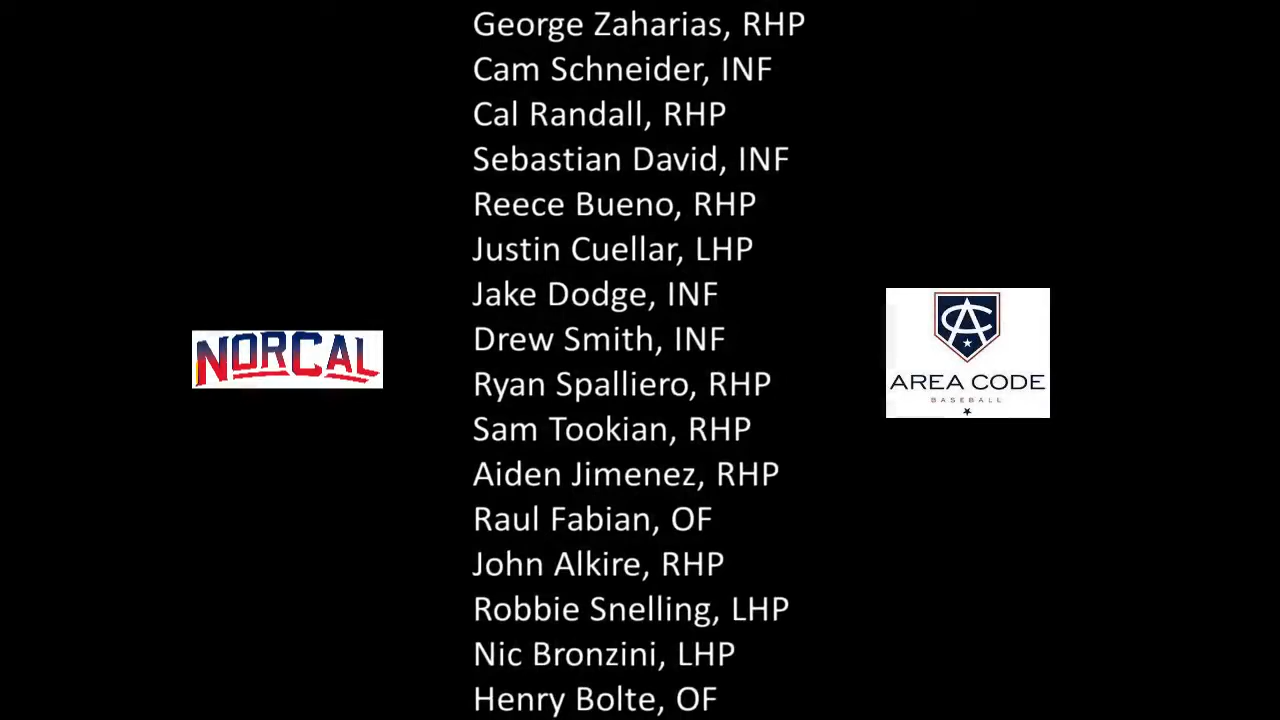 George Zaharias, RHP
Cam Schneider, INF
Cal Randall, RHP
Sebastian David, INF
Reece Bueno, RHP
Justin Cuellar, LHP
Jake Dodge, INF
Drew Smith, INF
Ryan Spalliero, RHP
Sam Tookian, RHP
Aiden Jimenez, RHP
Raul Fabian, OF
John Alkire, RHP
Robbie Snelling, LHP
Nic Bronzini, LHP
Henry Bolte, OF
NORCAL
AC
AREA CODE
BASEBALL